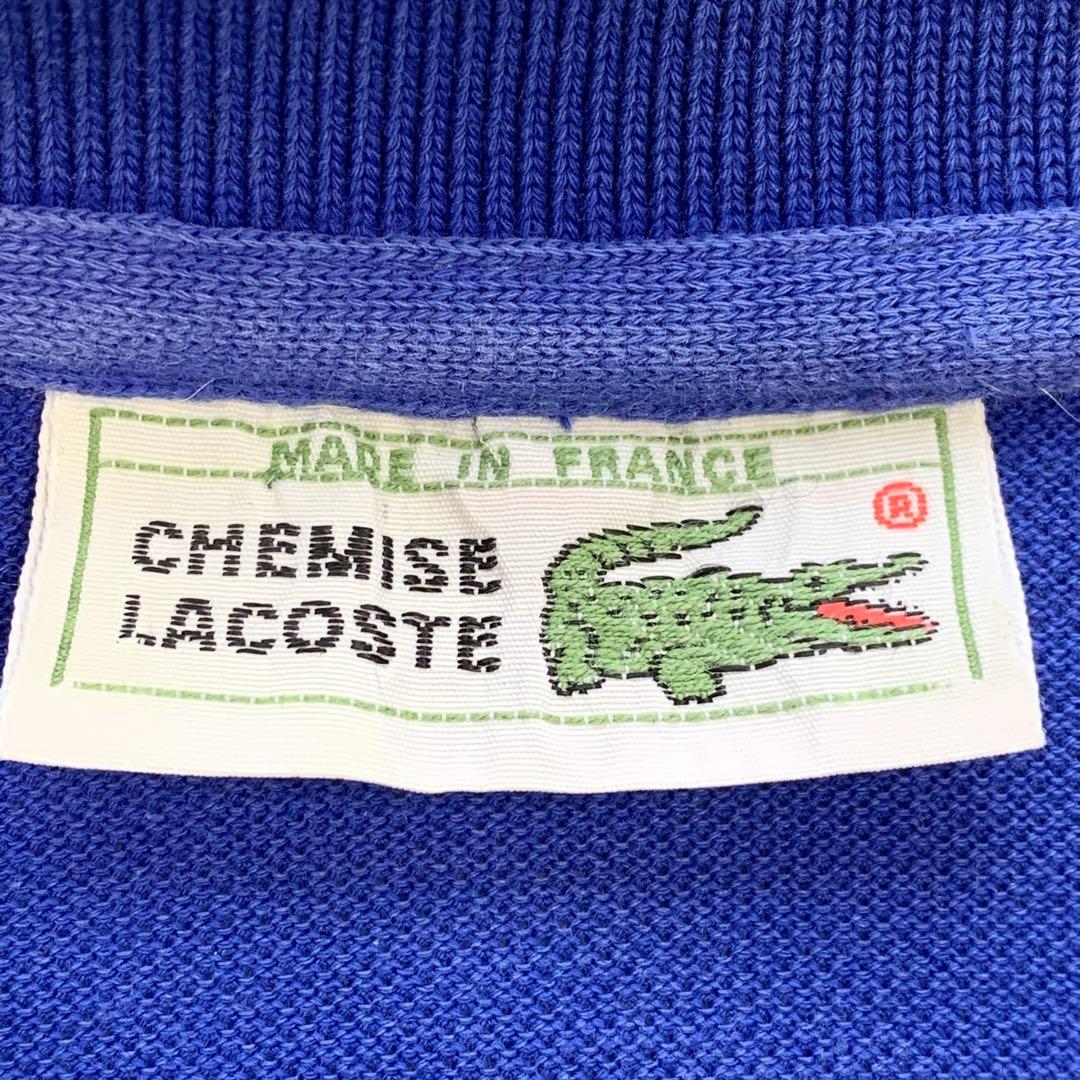 MADE IN FRANCE
®
CHEMISE
LACOSTE